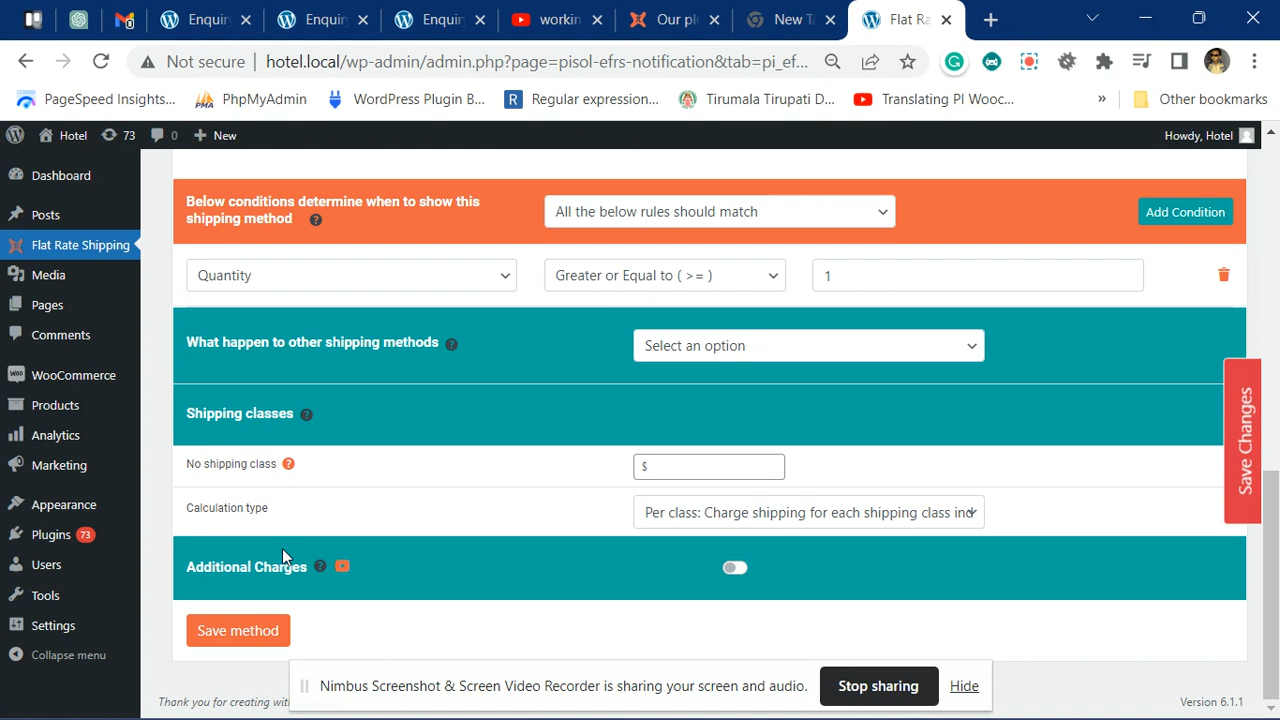 Enquiry
Enquiry
Enquiry
workin
Our pl
New Ta
Flat Ra
Not secure
hotel.local/wp-admin/admin.php?page=pisol-efrs-notification&tab=pi_ef...
PageSpeed Insights...
PhpMyAdmin
WordPress Plugin B...
Regular expression...
Tirumala Tirupati D...
Translating PI Wooc...
»
Other bookmarks
Hotel
73
0
New
Howdy, Hotel
Dashboard
Posts
Flat Rate Shipping
Media
Pages
Comments
WooCommerce
Products
Analytics
Marketing
Appearance
Plugins 73
Users
Tools
Settings
Collapse menu
Below conditions determine when to show this
shipping method ?
All the below rules should match
Add Condition
Quantity
Greater or Equal to ( >= )
1
What happen to other shipping methods ?
Select an option
Shipping classes ?
No shipping class ?
$
Calculation type
Per class: Charge shipping for each shipping class ind
Additional Charges ?
Save method
Save Changes
Nimbus Screenshot & Screen Video Recorder is sharing your screen and audio.
Stop sharing
Hide
Thank you for creating wit
Version 6.1.1